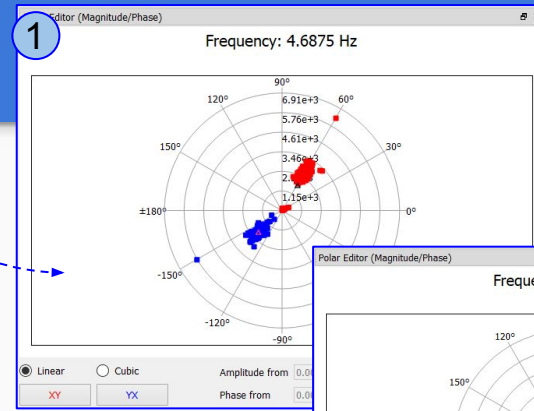 1
Editor (Magnitude/Phase)
Frequency: 4.6875 Hz
90°
120°
6.91e+3
60°
5.76e+3
4.61e+3
150°
30°
3.46e+3
1.15e+3
±180°
0°
-150°
-120°
-90°
Linear
Cubic
Amplitude from
XY
YX
Phase from
Polar Editor (Magnitude/Phase)
120°
150°